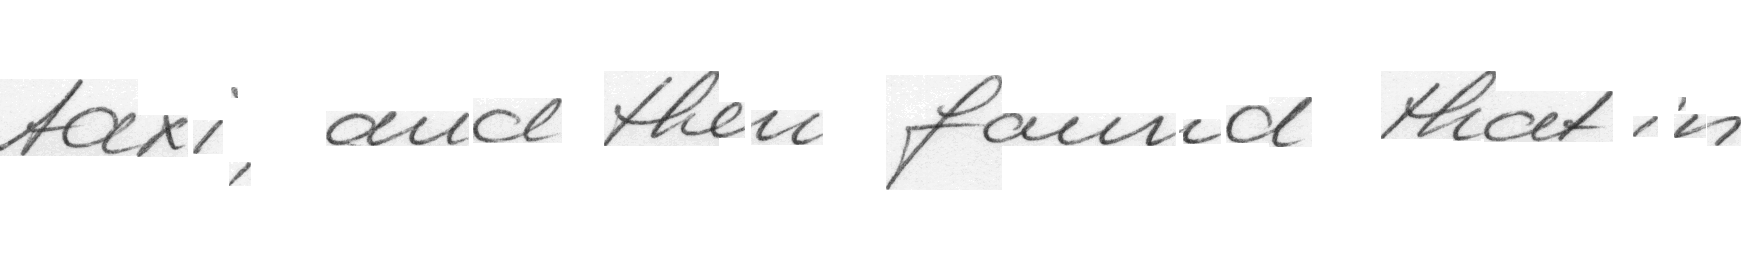 taxi, and then found that in